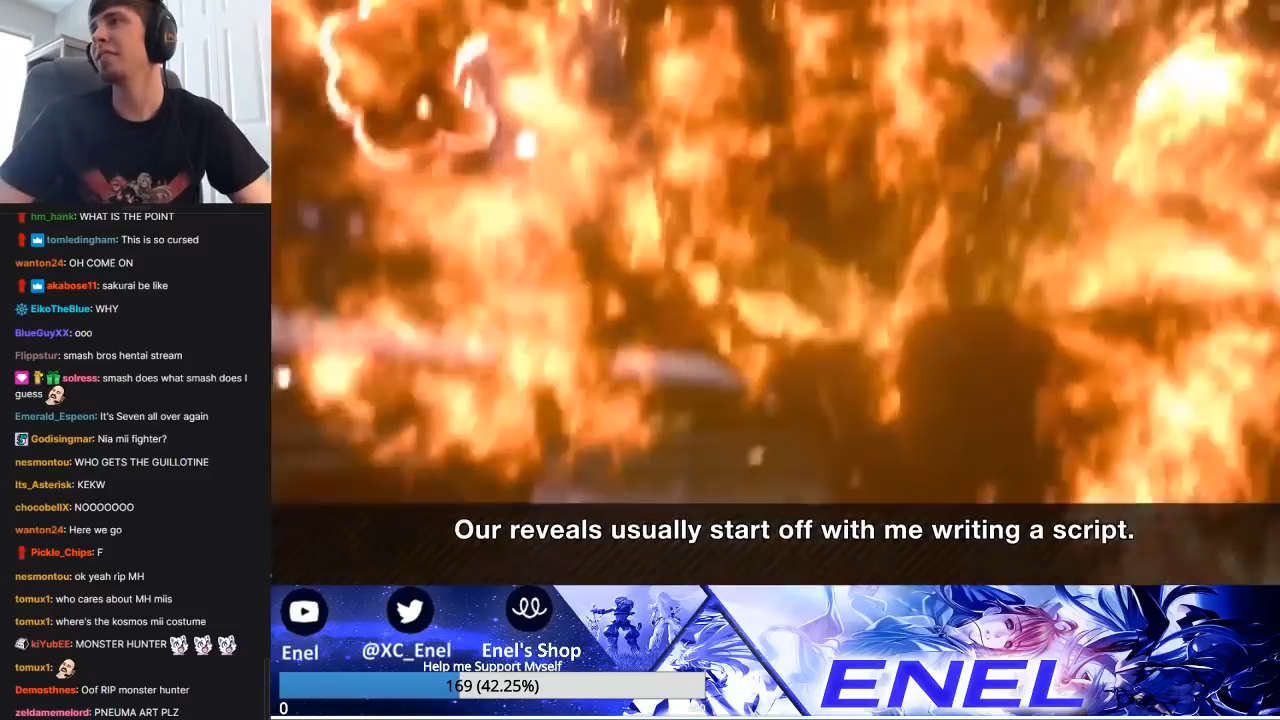 hm_hank: WHAT IS THE POINT
tomledingham: This is so cursed
wanton24: OH COME ON
akabose11: sakurai be like
EikoTheBlue: WHY
BlueGuyXX: ooo
Flippstur: smash bros hentai stream
solress: smash does what smash does I
guess
Emerald_Espeon: It's Seven all over again
Godisingmar: Nia mii fighter?
nesmontou: WHO GETS THE GUILLOTINE
Its_Asterisk: KEKW
chocobellX: NOOOOOOO
wanton24: Here we go
Pickle_Chips: F
nesmontou: ok yeah rip MH
tomux1: who cares about MH miis
tomux1: where's the kosmos mii costume
kiYubEE: MONSTER HUNTER
tomux1:
Demosthnes: Oof RIP monster hunter
zeldamemelord: PNEUMA ART PLZ
Our reveals usually start off with me writing a script.
Enel
@XC_Enel
Enel's Shop
Help me Support Myself
169 (42.25%)
0
ENEL